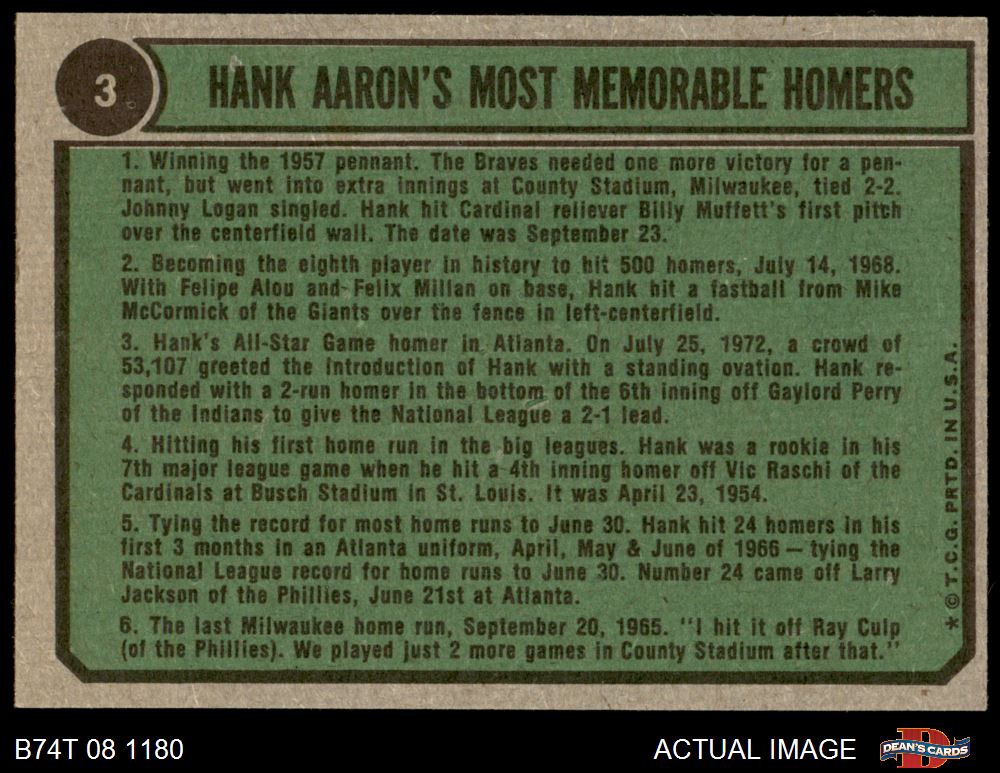 3
HANK AARON'S MOST MEMORABLE HOMERS
1. Winning the 1957 pennant. The Braves needed one more victory for a pen-
nant, but went into extra innings at County Stadium, Milwaukee, tied 2-2.
Johnny Logan singled. Hank hit Cardinal reliever Billy Muffett's first pitch
over the centerfield wall. The date was September 23.
2. Becoming the eighth player in history to hit 500 homers, July 14, 1968.
With Felipe Alou and Felix Millan on base, Hank hit a fastball from Mike
McCormick of the Giants over the fence in left-centerfield.
3. Hank's All-Star Game homer in Atlanta. On July 25, 1972, a crowd of
53,107 greeted the introduction of Hank with a standing ovation. Hank re-
sponded with a 2-run homer in the bottom of the 6th inning off Gaylord Perry
of the Indians to give the National League a 2-1 lead.
4. Hitting his first home run in the big leagues. Hank was a rookie in his
7th major league game when he hit a 4th inning homer off Vic Raschi of the
Cardinals at Busch Stadium in St. Louis. It was April 23, 1954.
5. Tying the record for most home runs to June 30. Hank hit 24 homers in his
first 3 months in an Atlanta uniform, April, May & June of 1966 — tying the
National League record for home runs to June 30. Number 24 came off Larry
Jackson of the Phillies, June 21st at Atlanta.
6. The last Milwaukee home run, September 20, 1965. "I hit it off Ray Culp
(of the Phillies). We played just 2 more games in County Stadium after that."
* © T.C.G. PRTD. IN U.S.A.
B74T 08 1180
ACTUAL IMAGE
D
DEAN'S CARDS